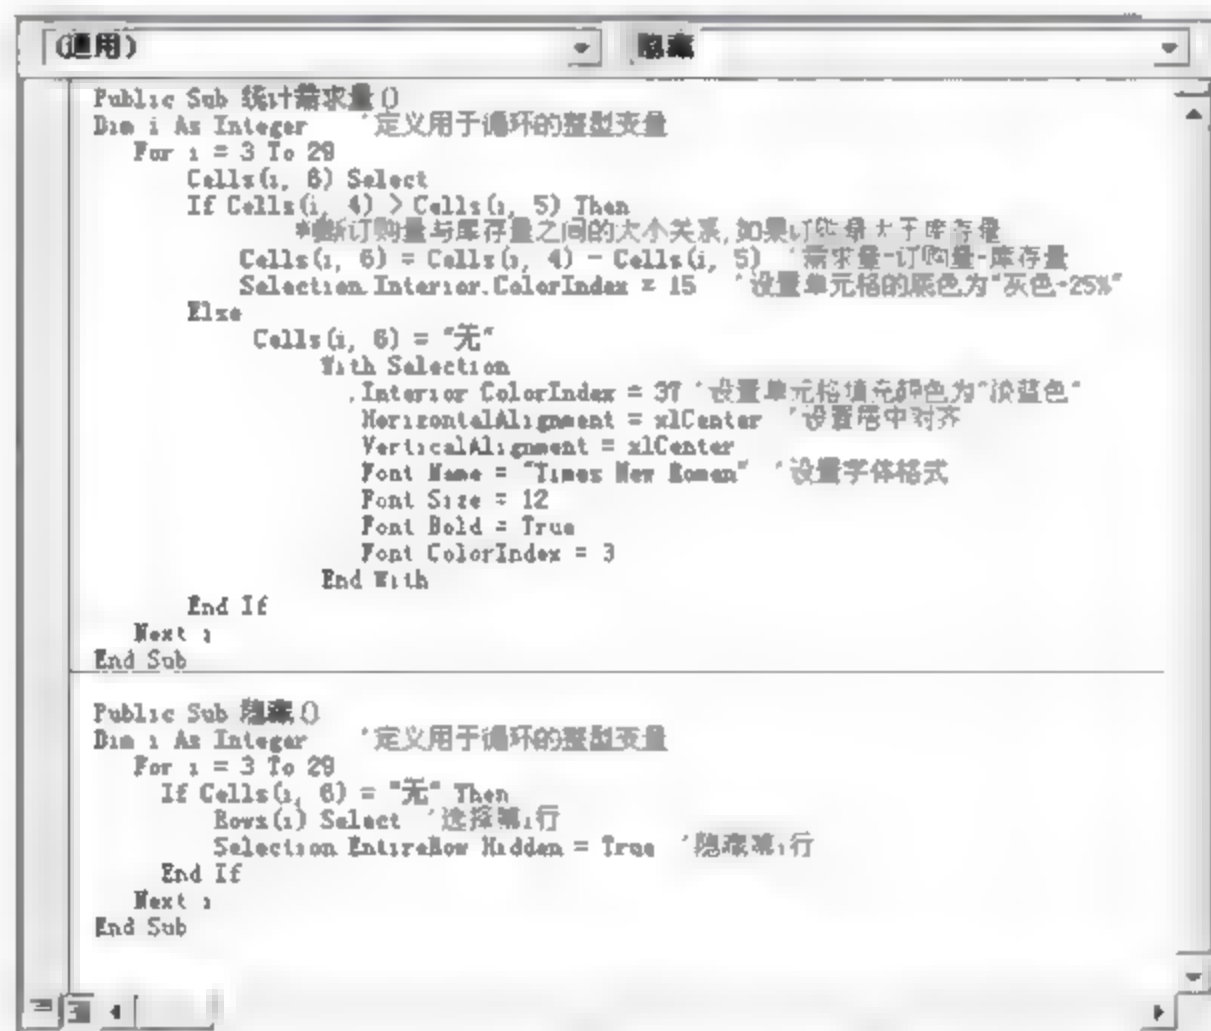 (通用) 隐藏
Public Sub 统计需求量()
Dim i As Integer '定义用于循环的整型变量
For i = 3 To 29
Cells(i, 6).Select
If Cells(i, 4) > Cells(i, 5) Then
'判断订购量与库存量之间的大小关系,如果订购量大于库存量
Cells(i, 6) = Cells(i, 4) - Cells(i, 5) '需求量-订购量-库存量
Selection.Interior.ColorIndex = 15 '设置单元格的底色为"灰色-25%"
Else
Cells(i, 6) = "无"
With Selection
.Interior.ColorIndex = 37 '设置单元格填充颜色为"淡蓝色"
.HorizontalAlignment = xlCenter '设置居中对齐
.VerticalAlignment = xlCenter
.Font.Name = "Times New Roman" '设置字体格式
.Font.Size = 12
.Font.Bold = True
.Font.ColorIndex = 3
End With
End If
Next i
End Sub
Public Sub 隐藏()
Dim i As Integer '定义用于循环的整型变量
For i = 3 To 29
If Cells(i, 6) = "无" Then
Rows(i).Select '选择第i行
Selection.EntireRow.Hidden = True '隐藏第i行
End If
Next i
End Sub